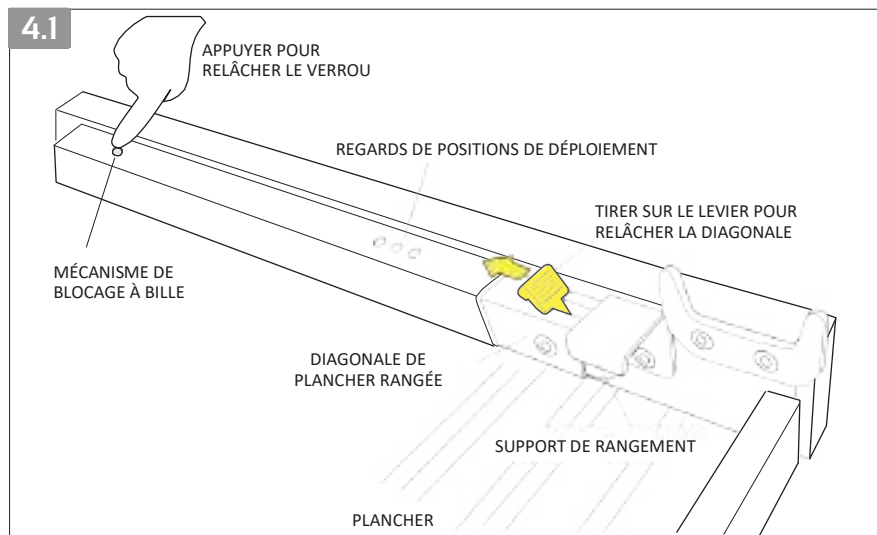 4.1
APPUYER POUR
RELÂCHER LE VERROU
REGARDS DE POSITIONS DE DÉPLOIEMENT
TIRER SUR LE LEVIER POUR
RELÂCHER LA DIAGONALE
MÉCANISME DE
BLOCAGE À BILLE
DIAGONALE DE
PLANCHER RANGÉE
SUPPORT DE RANGEMENT
PLANCHER